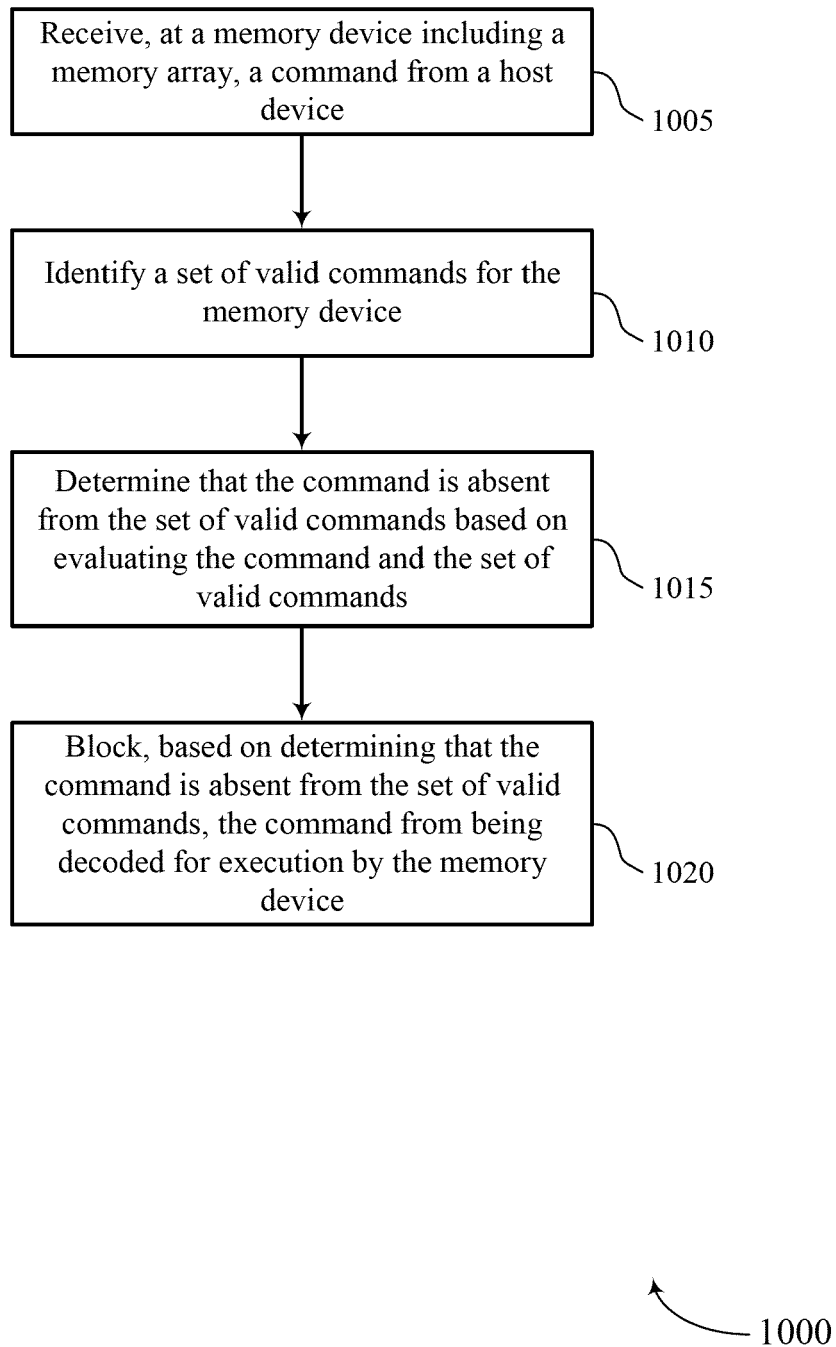 Receive, at a memory device including a
memory array, a command from a host
device
1005
Identify a set of valid commands for the
memory device
1010
Determine that the command is absent
from the set of valid commands based on
evaluating the command and the set of
valid commands
1015
Block, based on determining that the
command is absent from the set of valid
commands, the command from being
decoded for execution by the memory
device
1020
1000